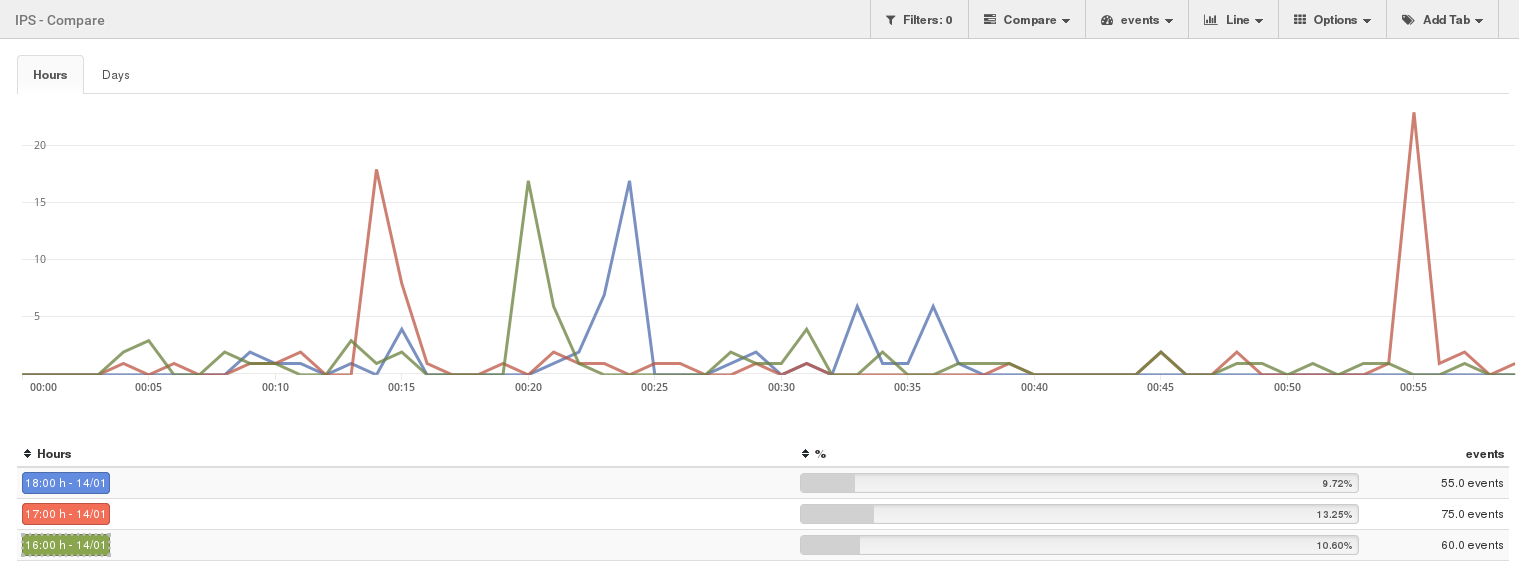 IPS - Compare Filters: 0 Compare events Line Options Add Tab
Hours Days
20
15
10
5
00:00 00:05 00:10 00:15 00:20 00:25 00:30 00:35 00:40 00:45 00:50 00:55
Hours % events
18:00 h - 14/01 9.72% 55.0 events
17:00 h - 14/01 13.25% 75.0 events
16:00 h - 14/01 10.60% 60.0 events